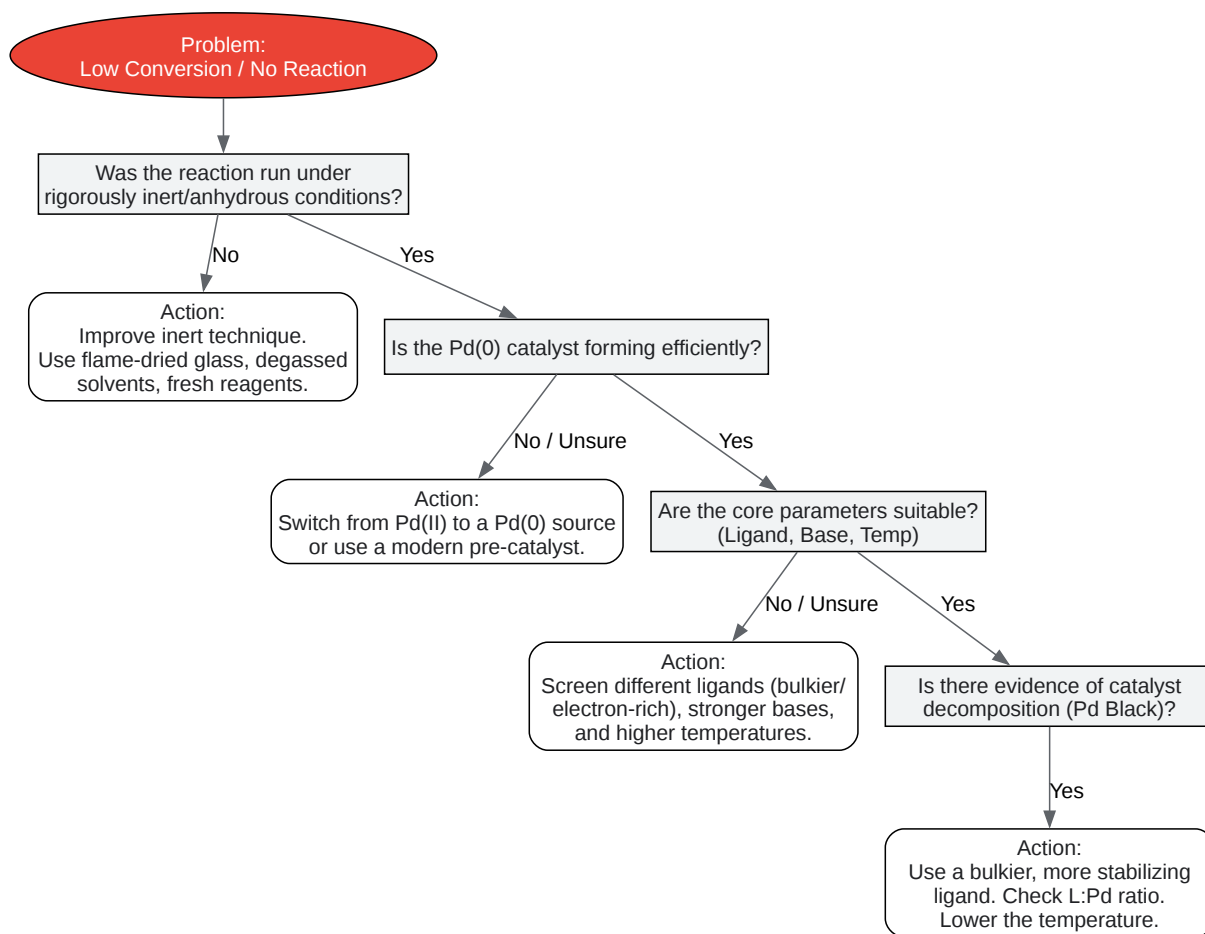 Problem:
Low Conversion / No Reaction
Was the reaction run under
rigorously inert/anhydrous conditions?
No
Yes
Action:
Improve inert technique.
Use flame-dried glass, degassed
solvents, fresh reagents.
Is the Pd(0) catalyst forming efficiently?
No / Unsure
Yes
Action:
Switch from Pd(II) to a Pd(0) source
or use a modern pre-catalyst.
Are the core parameters suitable?
(Ligand, Base, Temp)
No / Unsure
Yes
Action:
Screen different ligands (bulkier/
electron-rich), stronger bases,
and higher temperatures.
Is there evidence of catalyst
decomposition (Pd Black)?
Yes
Action:
Use a bulkier, more stabilizing
ligand. Check L:Pd ratio.
Lower the temperature.